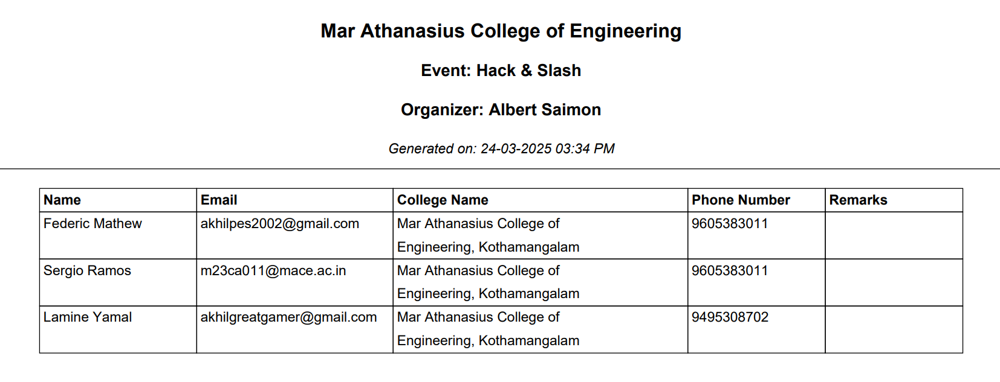 Mar Athanasius College of Engineering
Event: Hack & Slash
Organizer: Albert Saimon
Generated on: 24-03-2025 03:34 PM
Name Email College Name Phone Number Remarks
Federic Mathew akhilpes2002@gmail.com Mar Athanasius College of 9605383011
Engineering, Kothamangalam
Sergio Ramos m23ca011@mace.ac.in Mar Athanasius College of 9605383011
Engineering, Kothamangalam
Lamine Yamal akhilgreatgamer@gmail.com Mar Athanasius College of 9495308702
Engineering, Kothamangalam